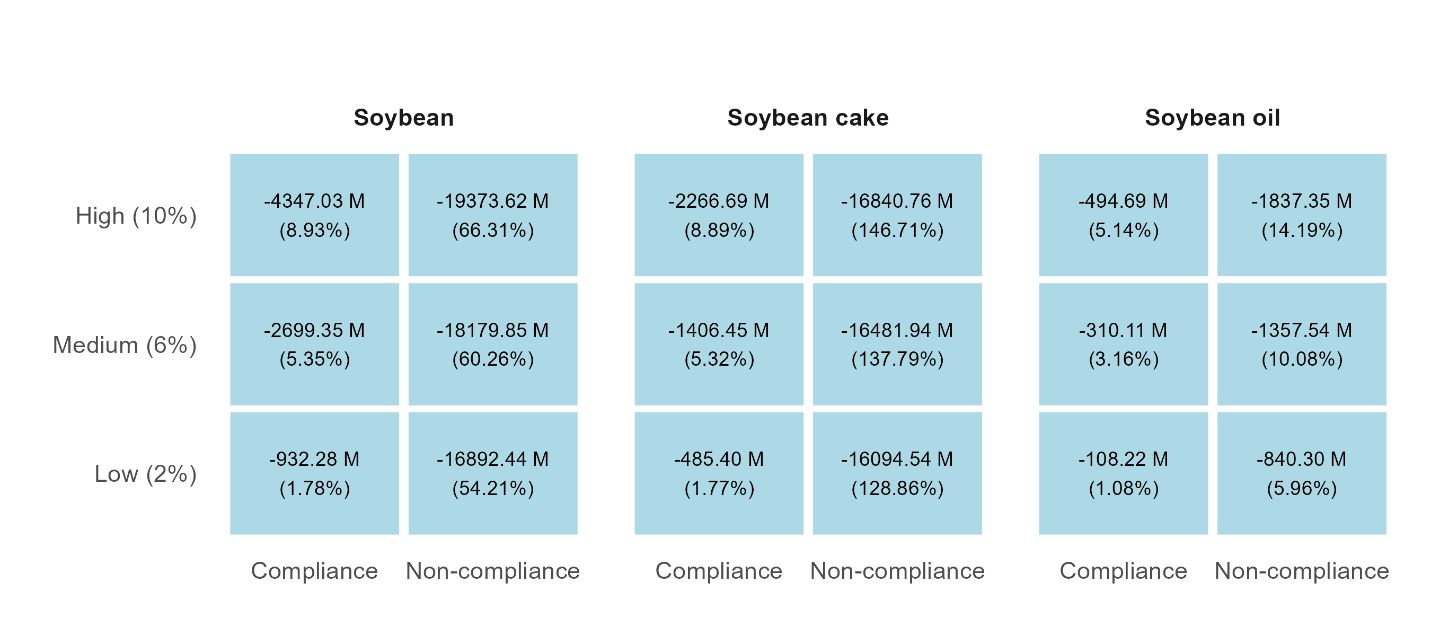 Soybean Soybean cake Soybean oil
High (10%) -4347.03 M -19373.62 M -2266.69 M -16840.76 M -494.69 M -1837.35 M
(8.93%) (66.31%) (8.89%) (146.71%) (5.14%) (14.19%)
Medium (6%) -2699.35 M -18179.85 M -1406.45 M -16481.94 M -310.11 M -1357.54 M
(5.35%) (60.26%) (5.32%) (137.79%) (3.16%) (10.08%)
Low (2%) -932.28 M -16892.44 M -485.40 M -16094.54 M -108.22 M -840.30 M
(1.78%) (54.21%) (1.77%) (128.86%) (1.08%) (5.96%)
Compliance Non-compliance Compliance Non-compliance Compliance Non-compliance